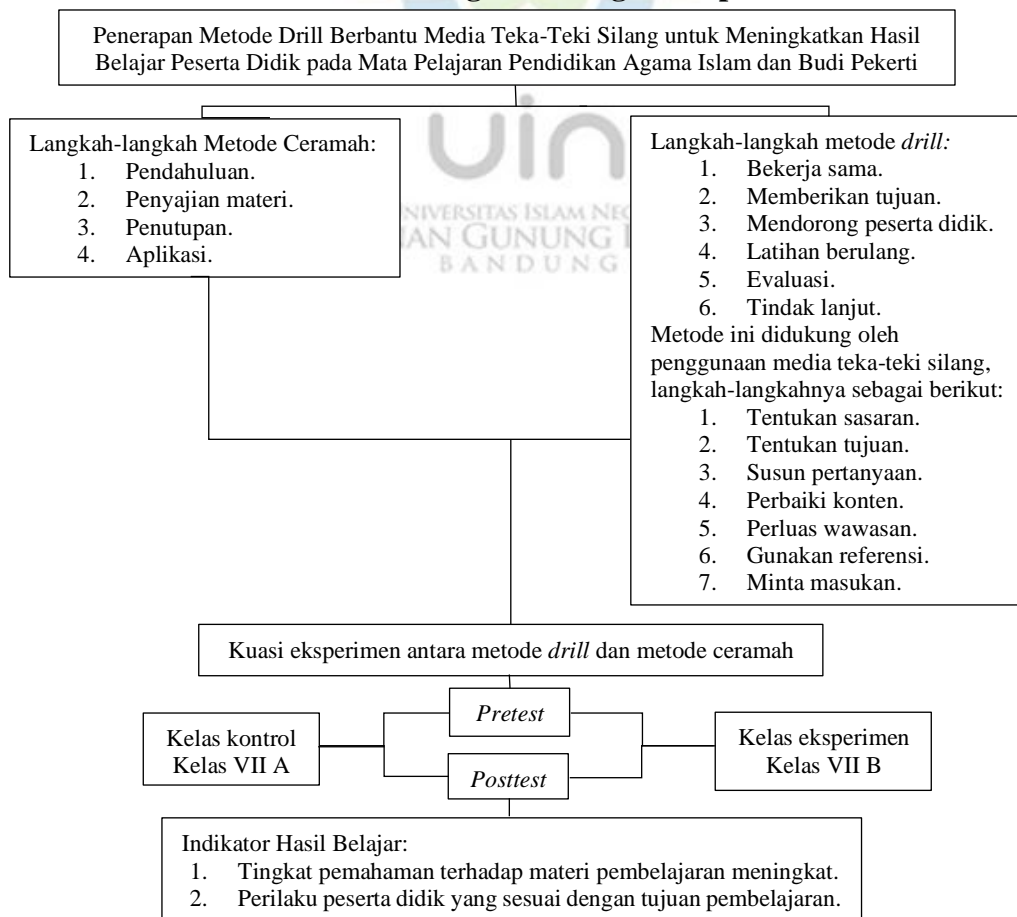 Penerapan Metode Drill Berbantu Media Teka-Teki Silang untuk Meningkatkan Hasil
Belajar Peserta Didik pada Mata Pelajaran Pendidikan Agama Islam dan Budi Pekerti
Langkah-langkah Metode Ceramah:
1. Pendahuluan.
2. Penyajian materi.
3. Penutupan.
4. Aplikasi.
uin
BANDUNG
Langkah-langkah metode drill:
1. Bekerja sama.
2. Memberikan tujuan.
3. Mendorong peserta didik.
4. Latihan berulang.
5. Evaluasi.
6. Tindak lanjut.
Metode ini didukung oleh
penggunaan media teka-teki silang,
langkah-langkahnya sebagai berikut:
1. Tentukan sasaran.
2. Tentukan tujuan.
3. Susun pertanyaan.
4. Perbaiki konten.
5. Perluas wawasan.
6. Gunakan referensi.
7. Minta masukan.
Kuasi eksperimen antara metode drill dan metode ceramah
Pretest
Kelas kontrol
Kelas VII A
Kelas eksperimen
Kelas VII B
Posttest
Indikator Hasil Belajar:
1. Tingkat pemahaman terhadap materi pembelajaran meningkat.
2. Perilaku peserta didik yang sesuai dengan tujuan pembelajaran.